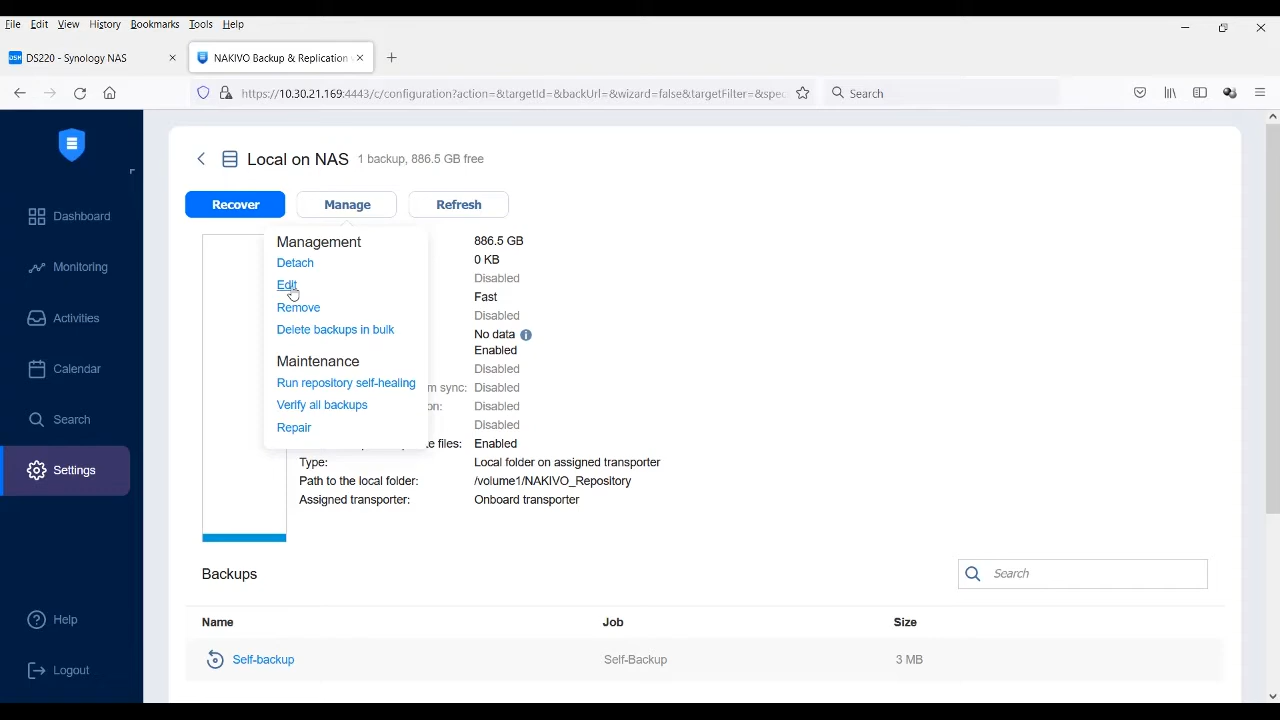 File Edit View History Bookmarks Tools Help
DSM DS220 - Synology NAS
NAKIVO Backup & Replication
https://10.30.21.169:4443/c/configuration?action=&targetId=&backUrl=&wizard=false&targetFilter=&spec
Search
Local on NAS 1 backup, 886.5 GB free
Recover Manage Refresh
Dashboard
Monitoring
Activities
Calendar
Search
Settings
Help
Logout
Management
Detach
Edit
Remove
Delete backups in bulk
Maintenance
Run repository self-healing
Verify all backups
Repair
886.5 GB
0 KB
Disabled
Fast
Disabled
No data
Enabled
Disabled
m sync: Disabled
on: Disabled
Disabled
te files: Enabled
Type: Local folder on assigned transporter
Path to the local folder: /volume1/NAKIVO_Repository
Assigned transporter: Onboard transporter
Backups
Search
Name Job Size
Self-backup Self-Backup 3 MB